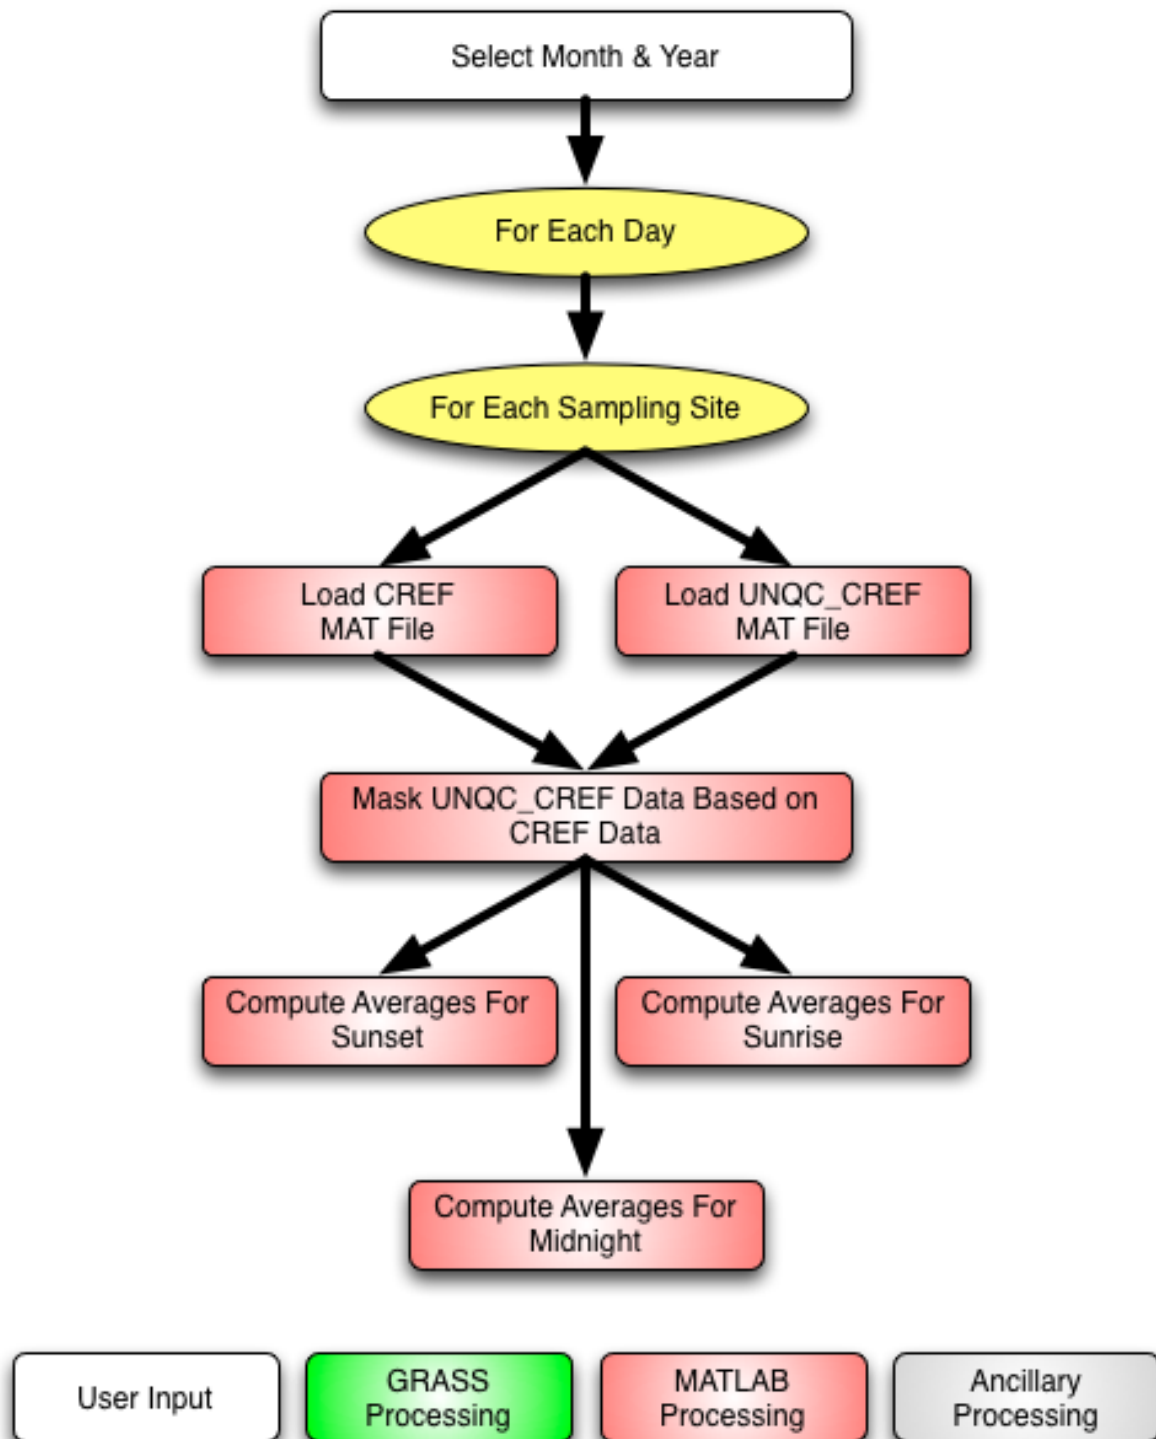 Select Month & Year
For Each Day
For Each Sampling Site
Load CREF
MAT File
Load UNQC_CREF
MAT File
Mask UNQC_CREF Data Based on
CREF Data
Compute Averages For
Sunset
Compute Averages For
Sunrise
Compute Averages For
Midnight
User Input
GRASS
Processing
MATLAB
Processing
Ancillary
Processing